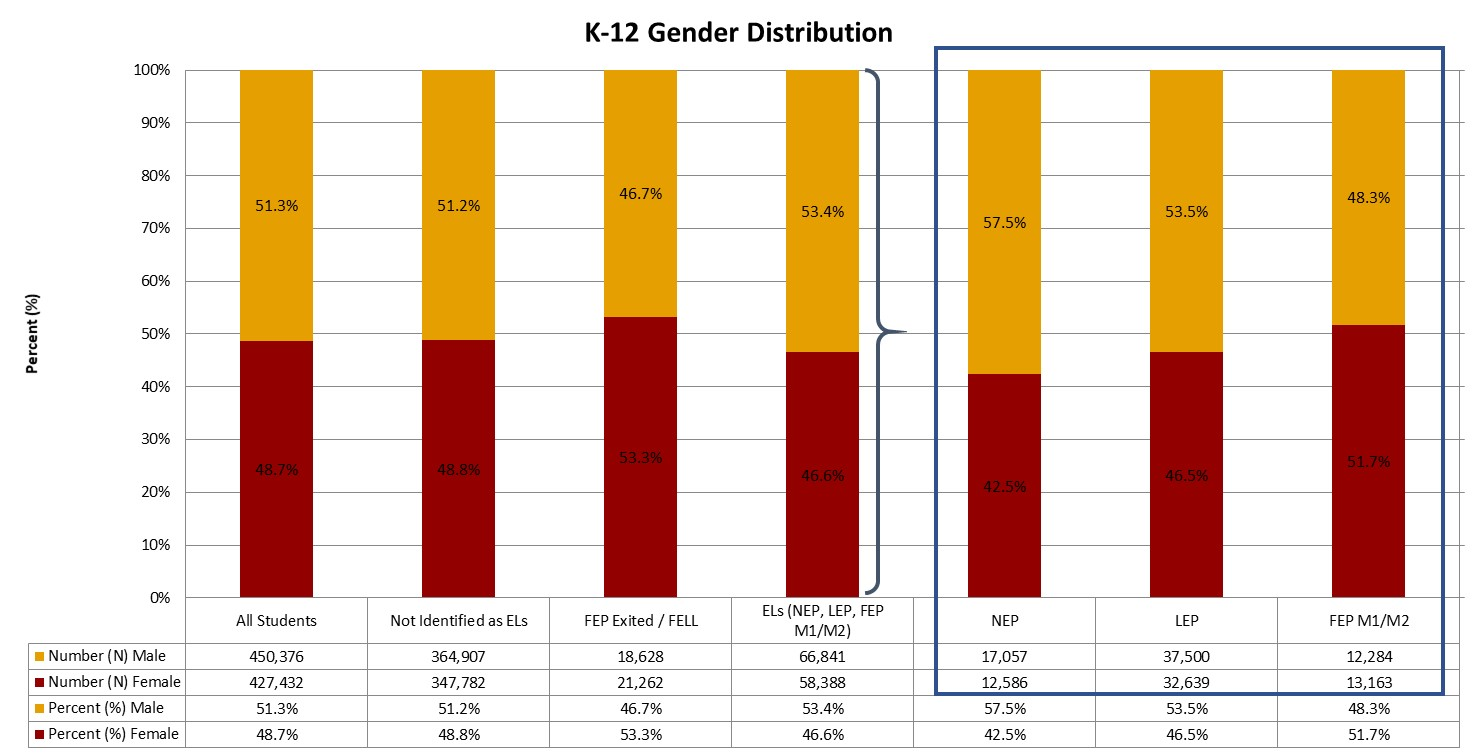 K-12 Gender Distribution
Percent (%)
100%
90%
80%
70%
60%
50%
40%
30%
20%
10%
0%
51.3% 51.2% 46.7% 53.4% 57.5% 53.5% 48.3%
48.7% 48.8% 53.3% 46.6% 42.5% 46.5% 51.7%
All Students Not Identified as ELs FEP Exited / FELL ELs (NEP, LEP, FEP M1/M2) NEP LEP FEP M1/M2
Number (N) Male 450,376 364,907 18,628 66,841 17,057 37,500 12,284
Number (N) Female 427,432 347,782 21,262 58,388 12,586 32,639 13,163
Percent (%) Male 51.3% 51.2% 46.7% 53.4% 57.5% 53.5% 48.3%
Percent (%) Female 48.7% 48.8% 53.3% 46.6% 42.5% 46.5% 51.7%